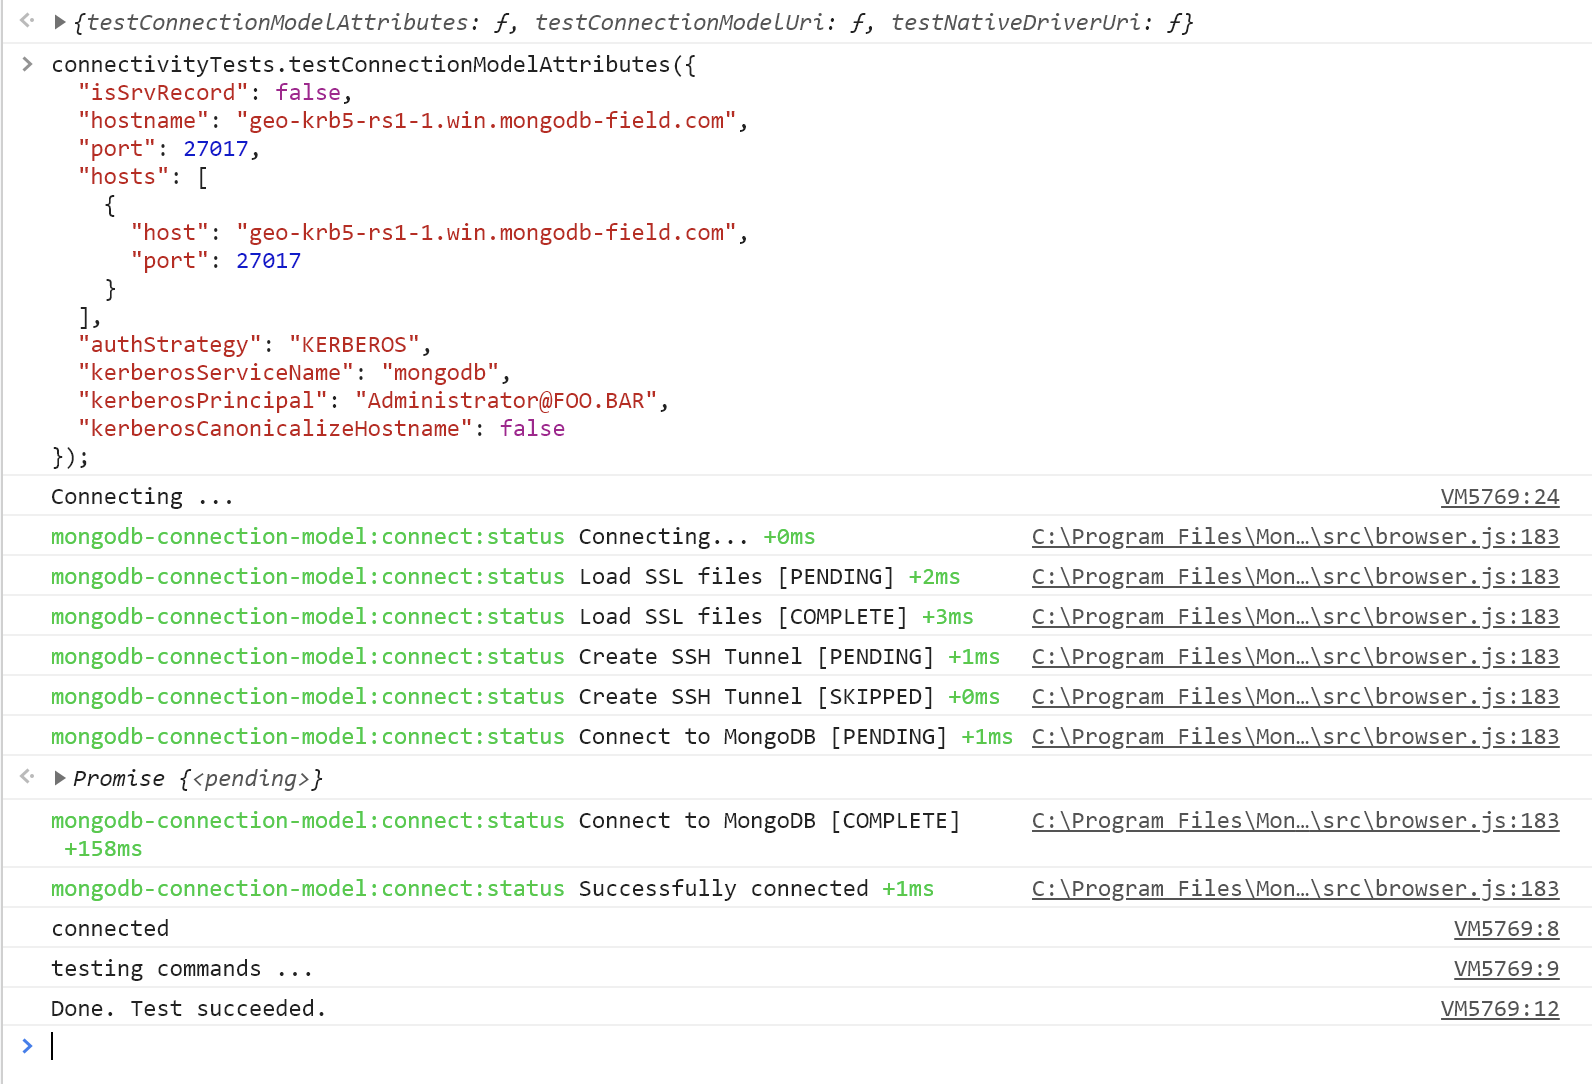 {testConnectionModelAttributes: ƒ, testConnectionModelUri: ƒ, testNativeDriverUri: ƒ}
connectivityTests.testConnectionModelAttributes({
  "isSrvRecord": false,
  "hostname": "geo-krb5-rs1-1.win.mongodb-field.com",
  "port": 27017,
  "hosts": [
    {
      "host": "geo-krb5-rs1-1.win.mongodb-field.com",
      "port": 27017
    }
  ],
  "authStrategy": "KERBEROS",
  "kerberosServiceName": "mongodb",
  "kerberosPrincipal": "Administrator@FOO.BAR",
  "kerberosCanonicalizeHostname": false
});
Connecting ... VM5769:24
mongodb-connection-model:connect:status Connecting... +0ms C:\Program Files\Mon…\src\browser.js:183
mongodb-connection-model:connect:status Load SSL files [PENDING] +2ms C:\Program Files\Mon…\src\browser.js:183
mongodb-connection-model:connect:status Load SSL files [COMPLETE] +3ms C:\Program Files\Mon…\src\browser.js:183
mongodb-connection-model:connect:status Create SSH Tunnel [PENDING] +1ms C:\Program Files\Mon…\src\browser.js:183
mongodb-connection-model:connect:status Create SSH Tunnel [SKIPPED] +0ms C:\Program Files\Mon…\src\browser.js:183
mongodb-connection-model:connect:status Connect to MongoDB [PENDING] +1ms C:\Program Files\Mon…\src\browser.js:183
Promise {<pending>}
mongodb-connection-model:connect:status Connect to MongoDB [COMPLETE] C:\Program Files\Mon…\src\browser.js:183
+158ms
mongodb-connection-model:connect:status Successfully connected +1ms C:\Program Files\Mon…\src\browser.js:183
connected VM5769:8
testing commands ... VM5769:9
Done. Test succeeded. VM5769:12